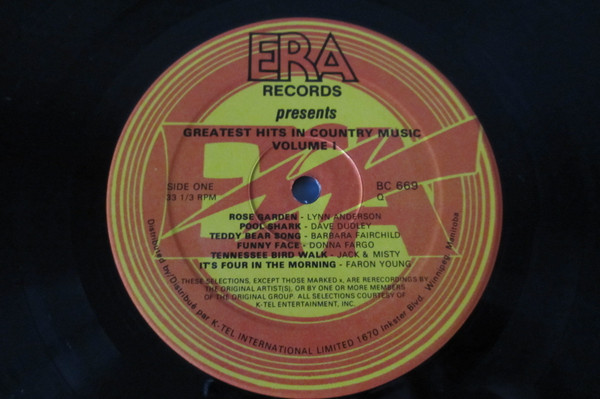 ERA
RECORDS
presents
GREATEST HITS IN COUNTRY MUSIC
VOLUME I
SIDE ONE
33 1/3 RPM
BC 669
Q
ROSE GARDEN - LYNN ANDERSON
POOL SHARK - DAVE DUDLEY
TEDDY BEAR SONG - BARBARA FAIRCHILD
FUNNY FACE - DONNA FARGO
TENNESSEE BIRD WALK - JACK & MISTY
IT'S FOUR IN THE MORNING - FARON YOUNG
THESE SELECTIONS, EXCEPT THOSE MARKED x, ARE RERECORDINGS BY
THE ORIGINAL ARTIST(S), OR BY ONE OR MORE MEMBERS
OF THE ORIGINAL GROUP. ALL SELECTIONS COURTESY OF
K-TEL ENTERTAINMENT, INC.
Distributed by/Distribué par K-TEL INTERNATIONAL LIMITED 1670 Inkster Blvd. Winnipeg, Manitoba